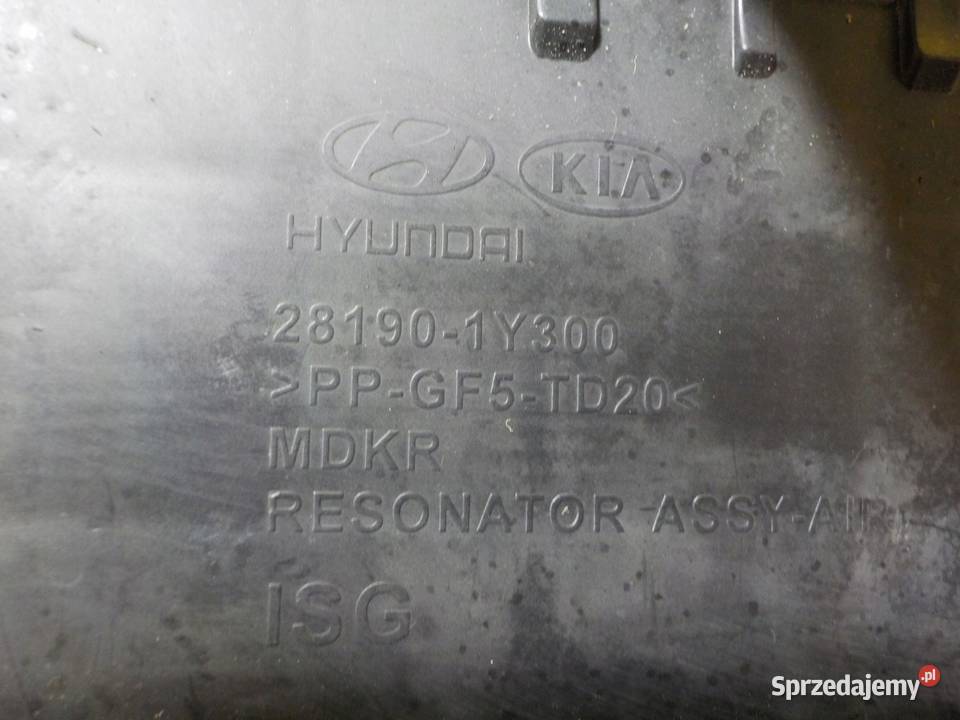 KIA
HYUNDAI
28190-1Y300
>PP-GF5-TD20<
MDKR
RESONATOR ASSY-AIR
ISG
Sprzedajemy.pl